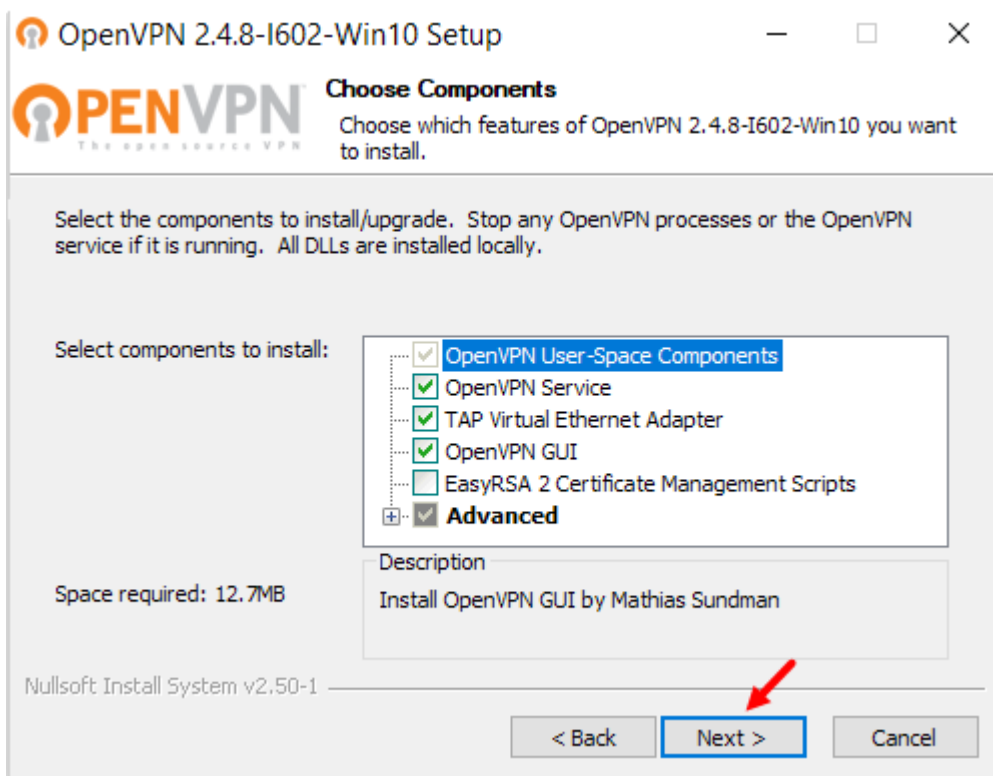 OpenVPN 2.4.8-I602-Win10 Setup
OPENVPN
The open source VPN
Choose Components
Choose which features of OpenVPN 2.4.8-I602-Win10 you want
to install.
Select the components to install/upgrade.  Stop any OpenVPN processes or the OpenVPN
service if it is running.  All DLLs are installed locally.
Select components to install:
OpenVPN User-Space Components
OpenVPN Service
TAP Virtual Ethernet Adapter
OpenVPN GUI
EasyRSA 2 Certificate Management Scripts
Advanced
Space required: 12.7MB
Description
Install OpenVPN GUI by Mathias Sundman
Nullsoft Install System v2.50-1
< Back
Next >
Cancel